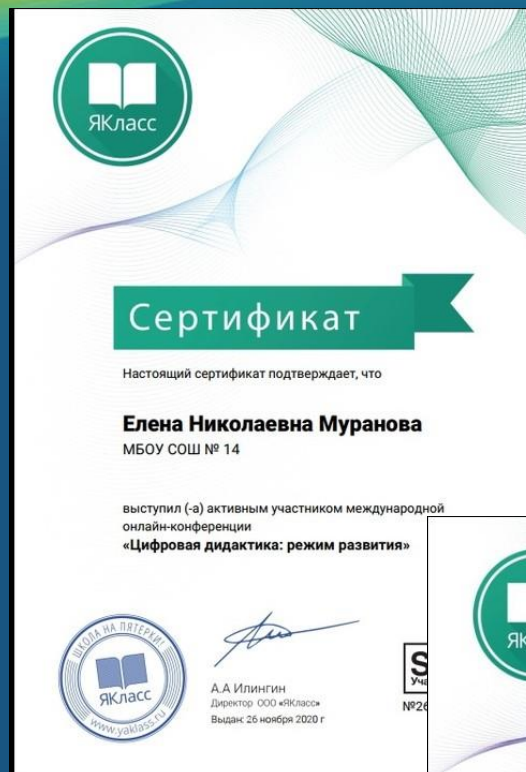 ЯКласс
Сертификат
Настоящий сертификат подтверждает, что
Елена Николаевна Муранова
МБОУ СОШ № 14
выступил (-а) активным участником международной
онлайн-конференции
«Цифровая дидактика: режим развития»
ШКОЛА НА ПЯТЕРКИ!
ЯКласс
www.yaklass.ru
А.А Илингин
Директор ООО «ЯКласс»
Выдан: 26 ноября 2020 г